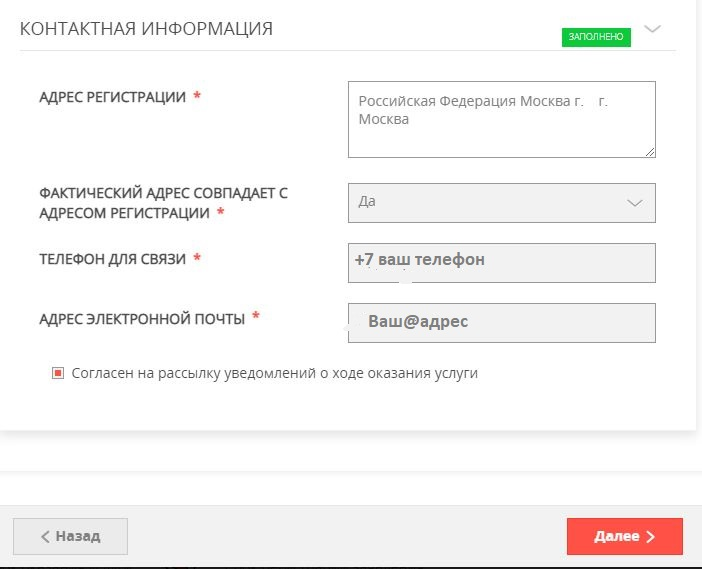 КОНТАКТНАЯ ИНФОРМАЦИЯ
ЗАПОЛНЕНО
АДРЕС РЕГИСТРАЦИИ *
Российская Федерация Москва г. г.
Москва
ФАКТИЧЕСКИЙ АДРЕС СОВПАДАЕТ С
АДРЕСОМ РЕГИСТРАЦИИ *
Да
ТЕЛЕФОН ДЛЯ СВЯЗИ *
+7 ваш телефон
АДРЕС ЭЛЕКТРОННОЙ ПОЧТЫ *
Ваш@адрес
Согласен на рассылку уведомлений о ходе оказания услуги
Назад
Далее